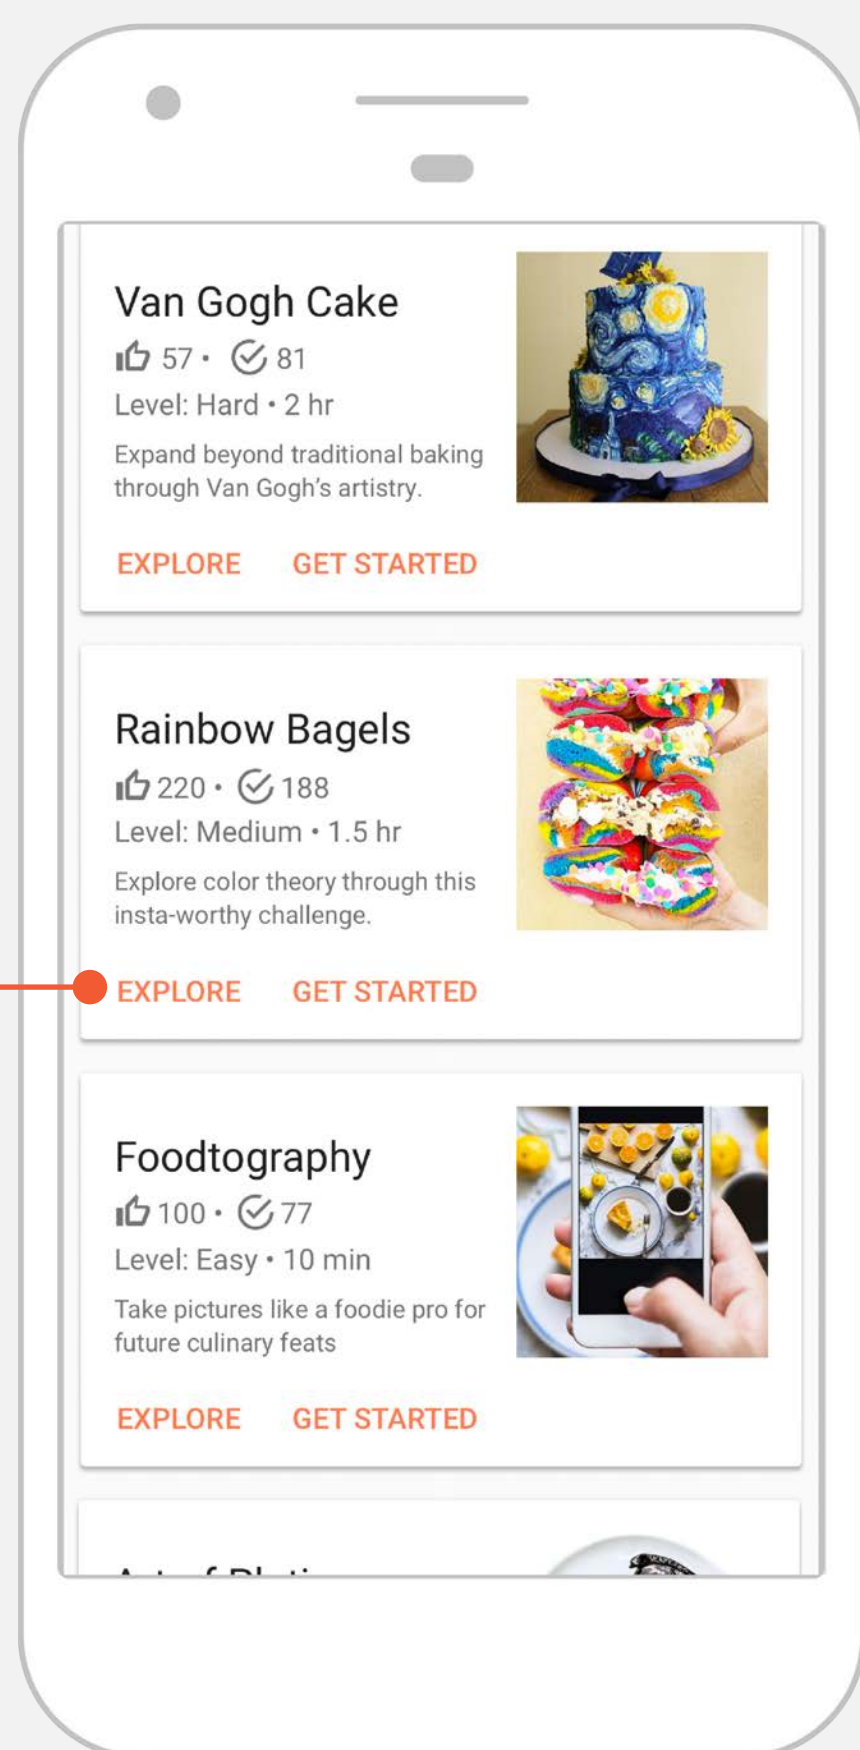 Van Gogh Cake
57 • 81
Level: Hard • 2 hr
Expand beyond traditional baking
through Van Gogh's artistry.
EXPLORE GET STARTED
Rainbow Bagels
220 • 188
Level: Medium • 1.5 hr
Explore color theory through this
insta-worthy challenge.
EXPLORE GET STARTED
Foodtography
100 • 77
Level: Easy • 10 min
Take pictures like a foodie pro for
future culinary feats
EXPLORE GET STARTED